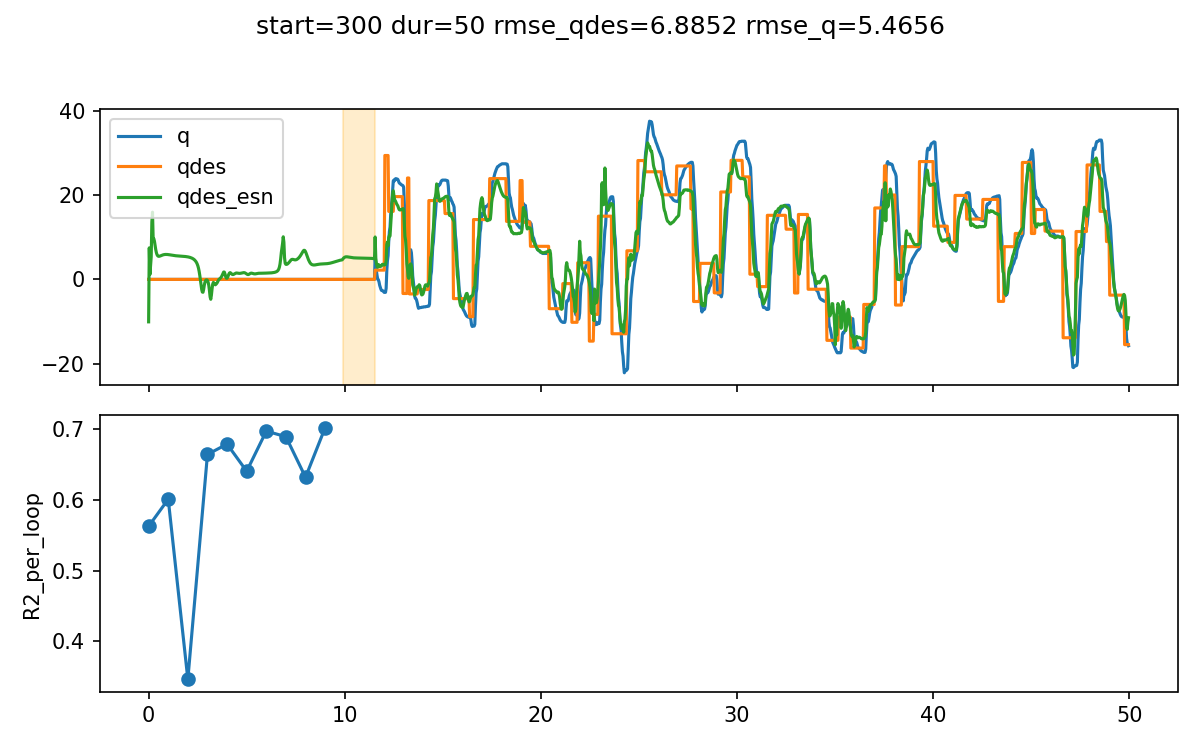 start=300 dur=50 rmse_qdes=6.8852 rmse_q=5.4656
40
20
0
−20
q
qdes
qdes_esn
R2_per_loop
0.7
0.6
0.5
0.4
0 10 20 30 40 50